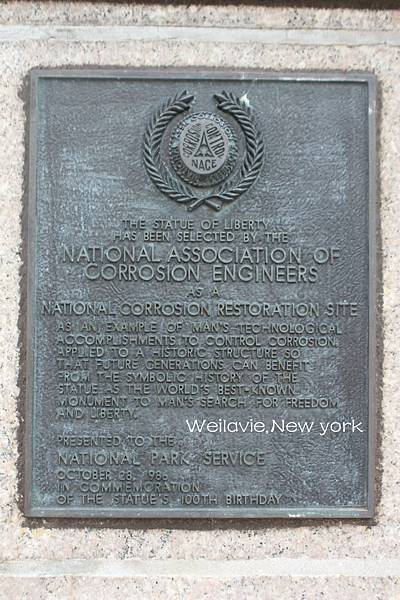 NACE
THE STATUE OF LIBERTY
HAS BEEN SELECTED BY THE
NATIONAL ASSOCIATION OF
CORROSION ENGINEERS
AS A
NATIONAL CORROSION RESTORATION SITE
AS AN EXAMPLE OF MAN'S TECHNOLOGICAL
ACCOMPLISHMENTS TO CONTROL CORROSION,
APPLIED TO A HISTORIC STRUCTURE SO
THAT FUTURE GENERATIONS CAN BENEFIT
FROM THE SYMBOLIC HISTORY OF THE
STATUE AS THE WORLD'S BEST-KNOWN
MONUMENT TO MAN'S SEARCH FOR FREEDOM
AND LIBERTY.
Weilavie,New york
PRESENTED TO THE
NATIONAL PARK SERVICE
OCTOBER 28, 1986
IN COMMEMORATION
OF THE STATUE'S 100TH BIRTHDAY